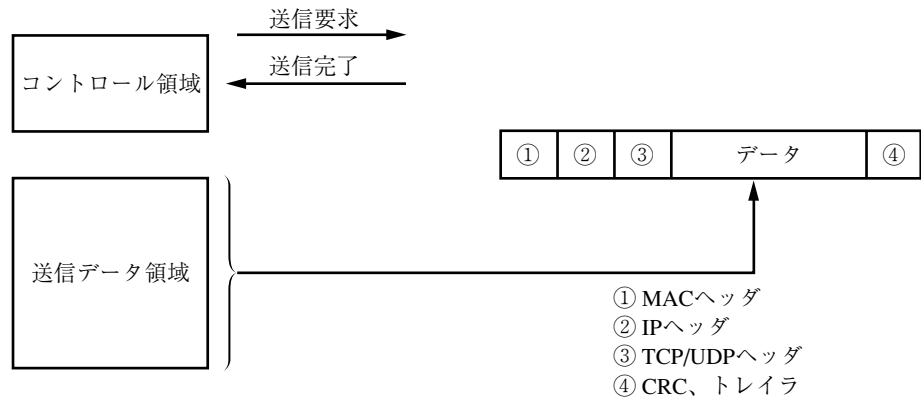 送信要求
コントロール領域
送信完了
① ② ③ データ ④
送信データ領域
① MACヘッダ
② IPヘッダ
③ TCP/UDPヘッダ
④ CRC、トレイラ